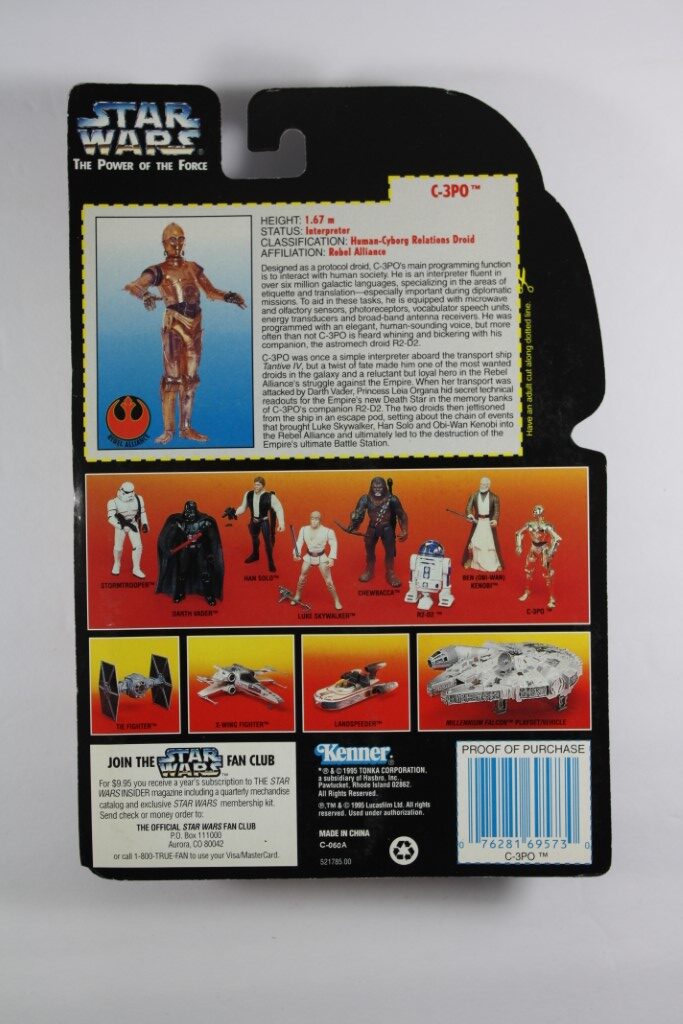 STAR
WARS®
THE POWER OF THE FORCE
C-3PO™
HEIGHT: 1.67 m
STATUS: Interpreter
CLASSIFICATION: Human-Cyborg Relations Droid
AFFILIATION: Rebel Alliance
Designed as a protocol droid, C-3PO's main programming function
is to interact with human society. He is an interpreter fluent in
over six million galactic languages, specializing in the areas of
etiquette and translation—especially important during diplomatic
missions. To aid in these tasks, he is equipped with microwave
and olfactory sensors, photoreceptors, vocabulator speech units,
energy transducers and broad-band antenna receivers. He was
programmed with an elegant, human-sounding voice, but more
often than not C-3PO is heard whining and bickering with his
companion, the astromech droid R2-D2.
C-3PO was once a simple interpreter aboard the transport ship
Tantive IV, but a twist of fate made him one of the most wanted
droids in the galaxy and a reluctant but loyal hero in the Rebel
Alliance's struggle against the Empire. When her transport was
attacked by Darth Vader, Princess Leia Organa hid secret technical
readouts for the Empire's new Death Star in the memory banks
of C-3PO's companion R2-D2. The two droids then jettisoned
from the ship in an escape pod, setting about the chain of events
that brought Luke Skywalker, Han Solo and Obi-Wan Kenobi into
the Rebel Alliance and ultimately led to the destruction of the
Empire's ultimate Battle Station.
REBEL ALLIANCE
Have an adult cut along dotted line.
STORMTROOPER™
DARTH VADER™
HAN SOLO™
LUKE SKYWALKER™
CHEWBACCA™
R2-D2™
BEN (OBI-WAN)
KENOBI™
C-3PO™
TIE FIGHTER™
X-WING FIGHTER™
LANDSPEEDER™
MILLENNIUM FALCON™ PLAYSET/VEHICLE
JOIN THE STAR WARS™ FAN CLUB
For $9.95 you receive a year's subscription to THE STAR
WARS INSIDER magazine including a quarterly merchandise
catalog and exclusive STAR WARS membership kit.
Send check or money order to:
THE OFFICIAL STAR WARS FAN CLUB
P.O. Box 111000
Aurora, CO 80042
or call 1-800-TRUE-FAN to use your Visa/MasterCard.
Kenner®
*® & © 1995 TONKA CORPORATION,
a subsidiary of Hasbro, Inc.,
Pawtucket, Rhode Island 02862.
All Rights Reserved.
®,™ & © 1995 Lucasfilm Ltd. All rights
reserved. Used under authorization.
MADE IN CHINA
C-060A
521785.00
PROOF OF PURCHASE
0 76281 69573 0
C-3PO ™